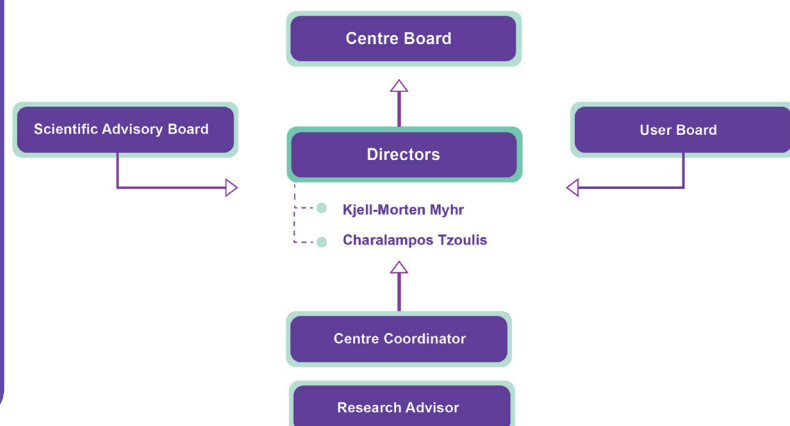 Centre Board
Scientific Advisory Board
Directors
User Board
Kjell-Morten Myhr
Charalampos Tzoulis
Centre Coordinator
Research Advisor